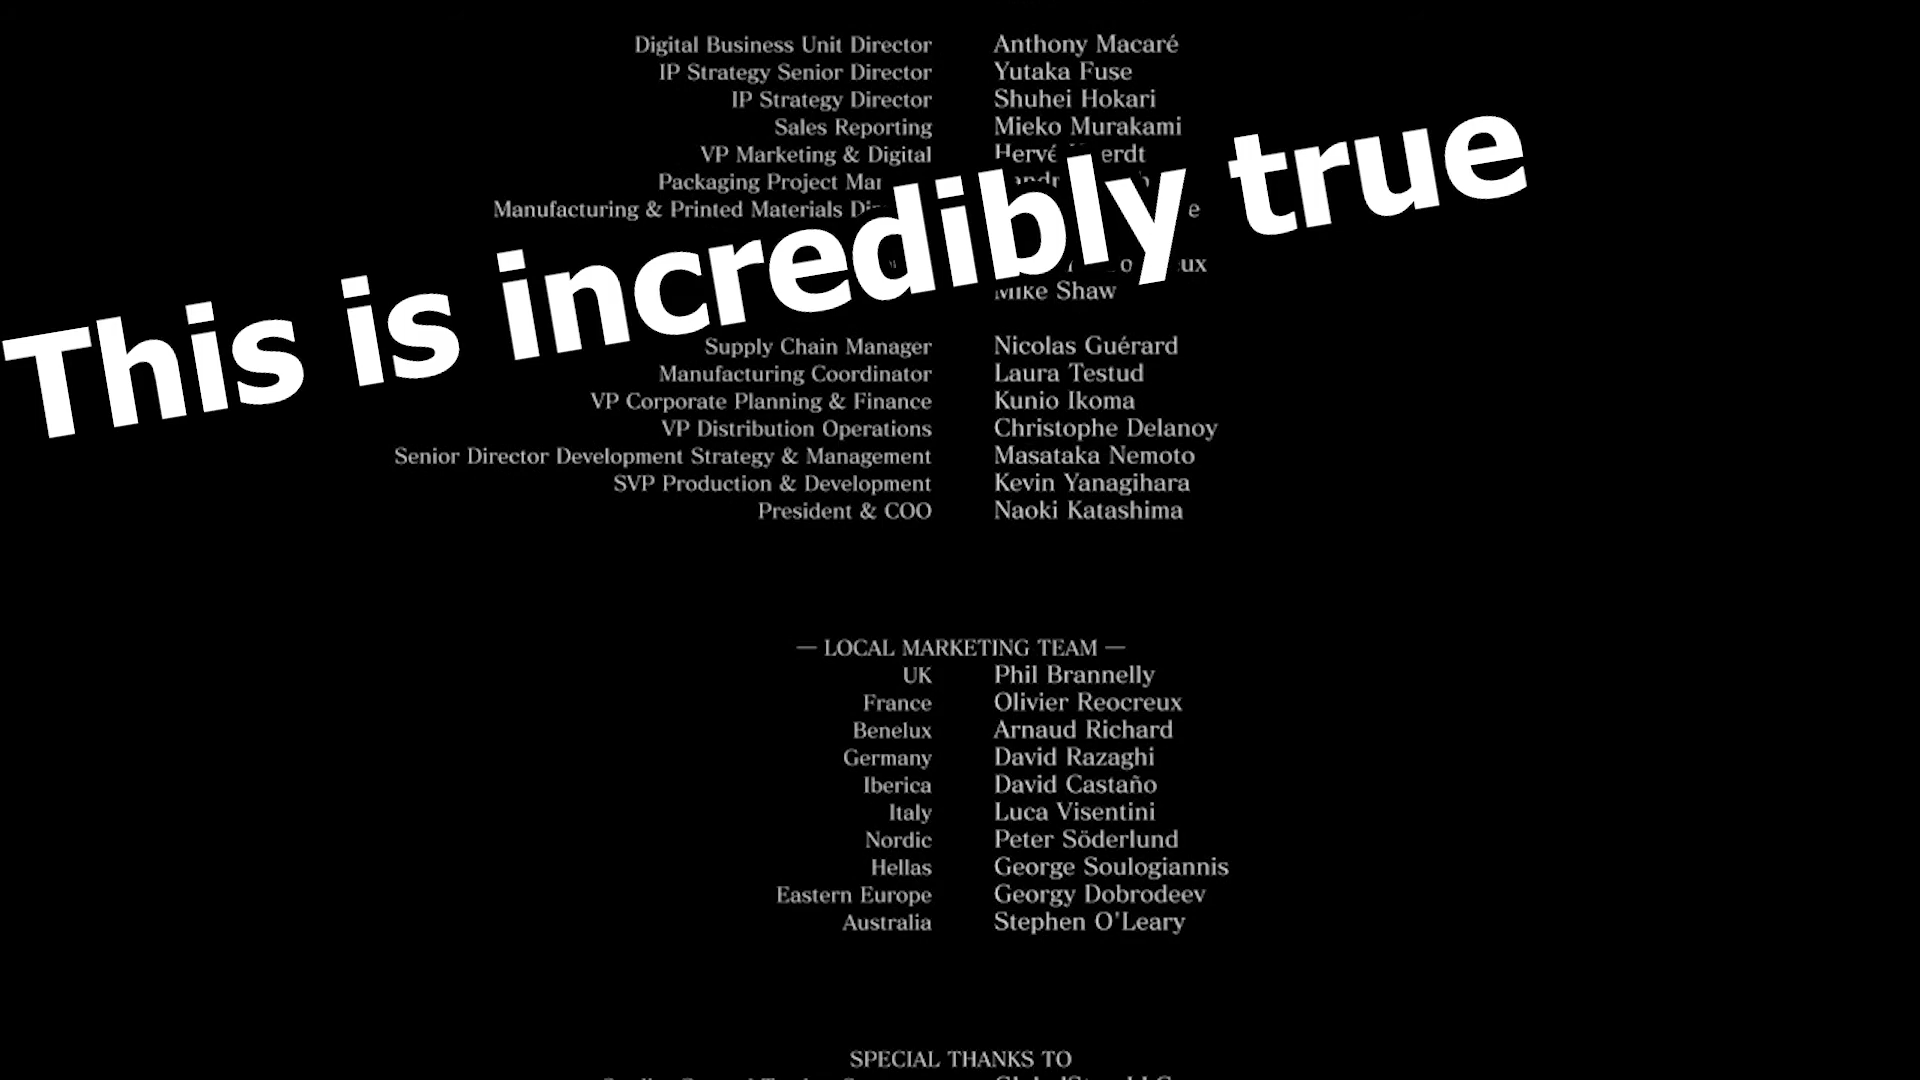 Digital Business Unit Director Anthony Macaré
IP Strategy Senior Director Yutaka Fuse
IP Strategy Director Shuhei Hokari
Sales Reporting Mieko Murakami
VP Marketing & Digital Hervé
Packaging Project
Manufacturing & Printed Materials
This is incredibly true
Mike Shaw
Supply Chain Manager Nicolas Guérard
Manufacturing Coordinator Laura Testud
VP Corporate Planning & Finance Kunio Ikoma
VP Distribution Operations Christophe Delanoy
Senior Director Development Strategy & Management Masataka Nemoto
SVP Production & Development Kevin Yanagihara
President & COO Naoki Katashima
— LOCAL MARKETING TEAM —
UK Phil Brannelly
France Olivier Reocreux
Benelux Arnaud Richard
Germany David Razaghi
Iberica David Castaño
Italy Luca Visentini
Nordic Peter Söderlund
Hellas George Soulogiannis
Eastern Europe Georgy Dobrodeev
Australia Stephen O'Leary
SPECIAL THANKS TO